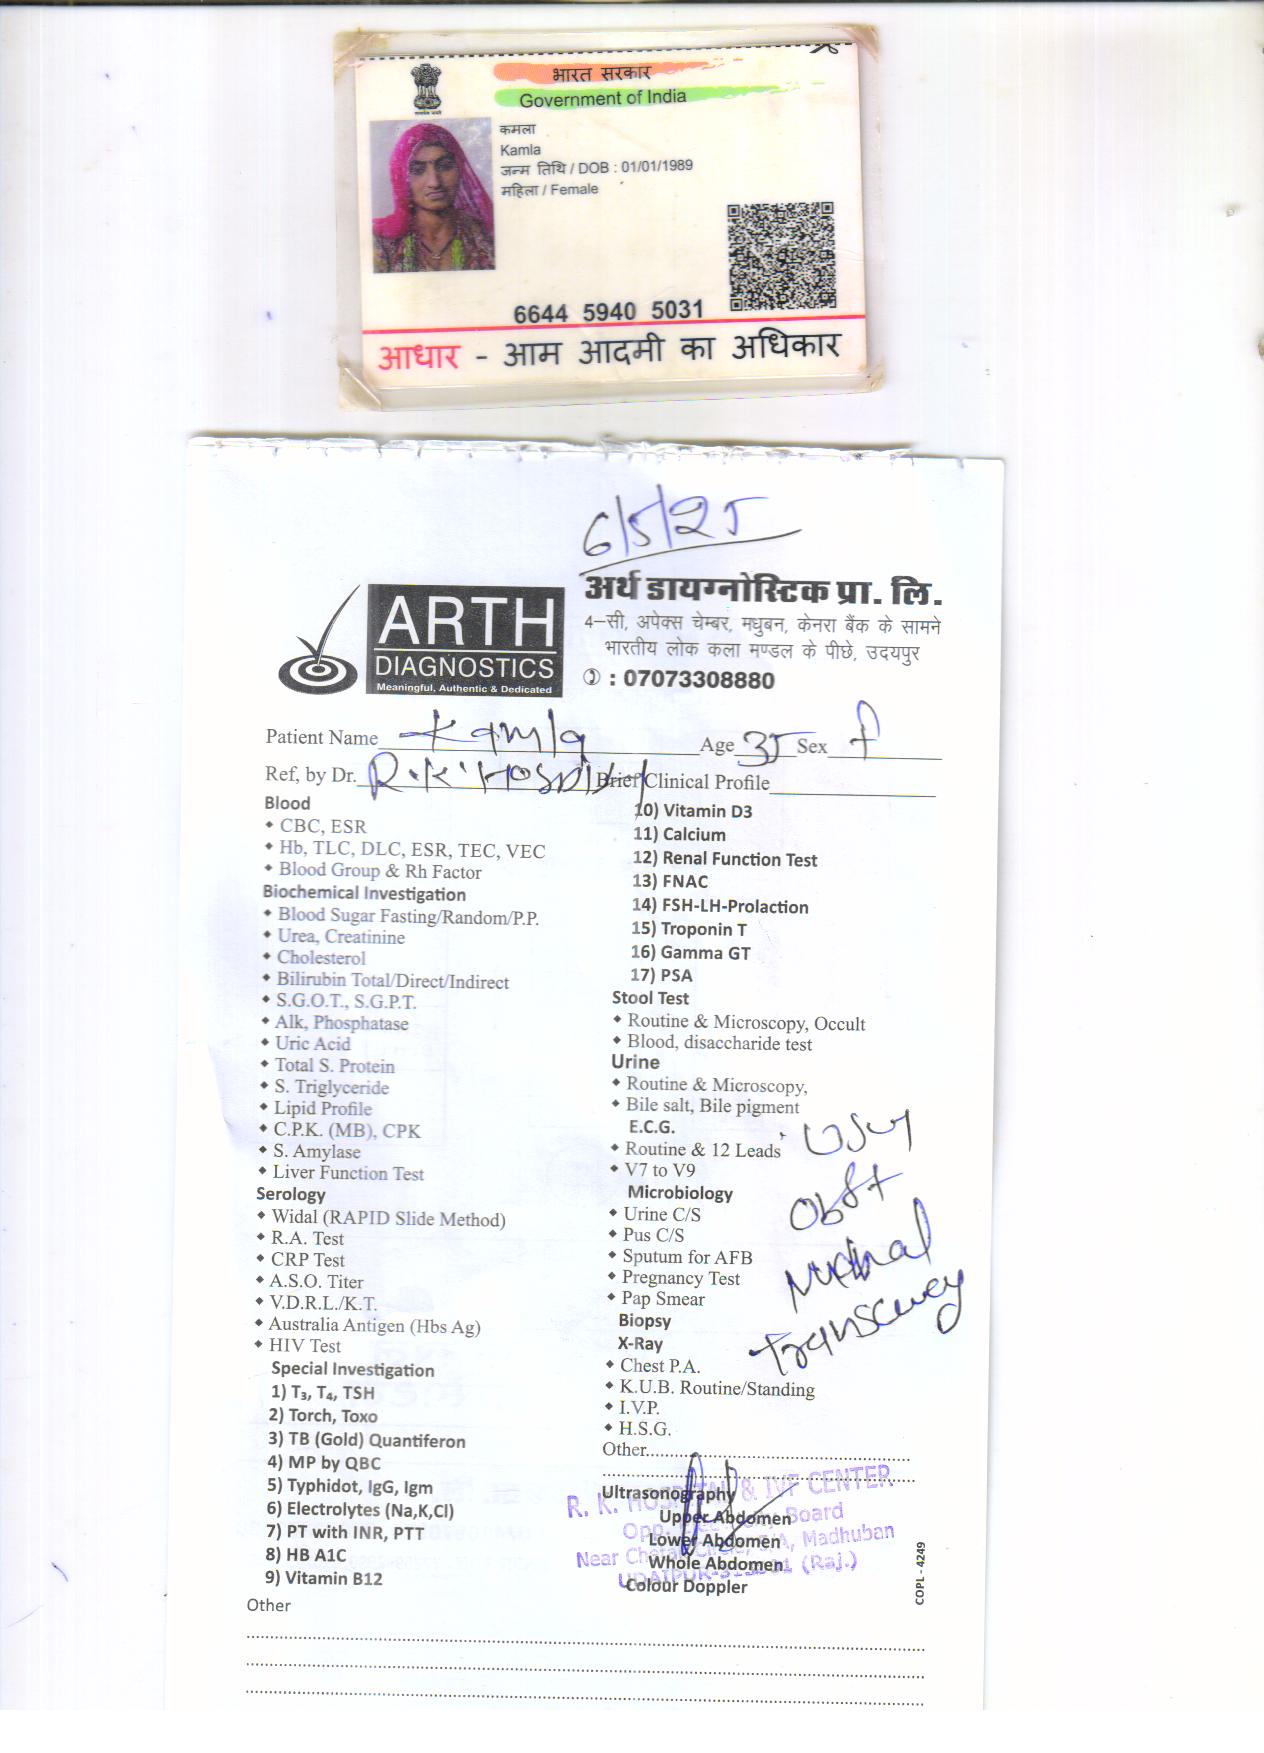 भारत सरकार
Government of India
सत्यमेव जयते
कमला
Kamla
जन्म तिथि / DOB : 01/01/1989
महिला / Female
6644 5940 5031
आधार - आम आदमी का अधिकार
6/5/25
ARTH
DIAGNOSTICS
Meaningful, Authentic & Dedicated
अर्थ डायग्नोस्टिक प्रा. लि.
4-सी, अपेक्स चेम्बर, मधुबन, केनरा बैंक के सामने
भारतीय लोक कला मण्डल के पीछे, उदयपुर
: 07073308880
Patient Name Kamla Age 35 Sex f
Ref, by Dr. R.K. Hospital Brief Clinical Profile
Blood
• CBC, ESR
• Hb, TLC, DLC, ESR, TEC, VEC
• Blood Group & Rh Factor
Biochemical Investigation
• Blood Sugar Fasting/Random/P.P.
• Urea, Creatinine
• Cholesterol
• Bilirubin Total/Direct/Indirect
• S.G.O.T., S.G.P.T.
• Alk, Phosphatase
• Uric Acid
• Total S. Protein
• S. Triglyceride
• Lipid Profile
• C.P.K. (MB), CPK
• S. Amylase
• Liver Function Test
Serology
• Widal (RAPID Slide Method)
• R.A. Test
• CRP Test
• A.S.O. Titer
• V.D.R.L./K.T.
• Australia Antigen (Hbs Ag)
• HIV Test
Special Investigation
1) T₃, T₄, TSH
2) Torch, Toxo
3) TB (Gold) Quantiferon
4) MP by QBC
5) Typhidot, IgG, Igm
6) Electrolytes (Na,K,Cl)
7) PT with INR, PTT
8) HB A1C
9) Vitamin B12
Other
10) Vitamin D3
11) Calcium
12) Renal Function Test
13) FNAC
14) FSH-LH-Prolaction
15) Troponin T
16) Gamma GT
17) PSA
Stool Test
• Routine & Microscopy, Occult
• Blood, disaccharide test
Urine
• Routine & Microscopy,
• Bile salt, Bile pigment
E.C.G.
• Routine & 12 Leads
• V7 to V9
Microbiology
• Urine C/S
• Pus C/S
• Sputum for AFB
• Pregnancy Test
• Pap Smear
Biopsy
X-Ray
• Chest P.A.
• K.U.B. Routine/Standing
• I.V.P.
• H.S.G.
Other
Ultrasonography
Upper Abdomen
Lower Abdomen
Whole Abdomen
Colour Doppler
USG
Obst
R. K. HOSPITAL & IVF CENTER
Opp. Board
Near Chetak Circle, 5/A, Madhuban
UDAIPUR-313001 (Raj.)
COPL - 4249